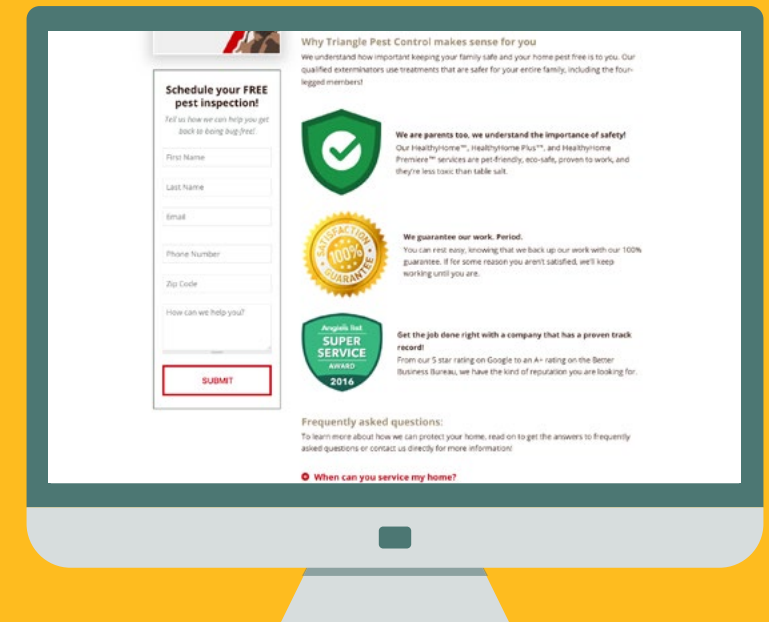 Schedule your FREE
pest inspection!
Tell us how we can help you get
back to being bug-free!
First Name
Last Name
Email
Phone Number
Zip Code
How can we help you?
SUBMIT
Why Triangle Pest Control makes sense for you
We understand how important keeping your family safe and your home pest free is to you. Our
qualified exterminators use treatments that are safer for your entire family, including the four-
legged members!
We are parents too, we understand the importance of safety!
Our HealthyHome™, HealthyHome Plus™, and HealthyHome
Premiere™ services are pet-friendly, eco-safe, proven to work, and
they're less toxic than table salt.
SATISFACTION
100%
GUARANTEE
We guarantee our work. Period.
You can rest easy, knowing that we back up our work with our 100%
guarantee. If for some reason you aren't satisfied, we'll keep
working until you are.
Angie's list
SUPER
SERVICE
AWARD
2016
Get the job done right with a company that has a proven track
record!
From our 5 star rating on Google to an A+ rating on the Better
Business Bureau, we have the kind of reputation you are looking for.
Frequently asked questions:
To learn more about how we can protect your home, read on to get the answers to frequently
asked questions or contact us directly for more information!
When can you service my home?